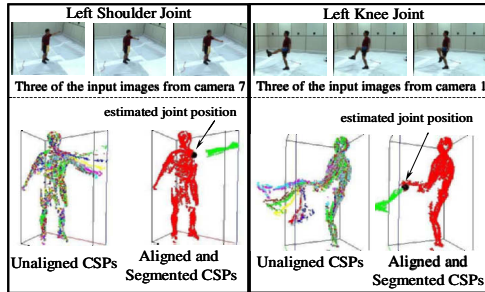 Left Shoulder Joint
Three of the input images from camera 7
estimated joint position
Unaligned CSPs
Aligned and
Segmented CSPs
Left Knee Joint
Three of the input images from camera 1
estimated joint position
Unaligned CSPs
Aligned and
Segmented CSPs